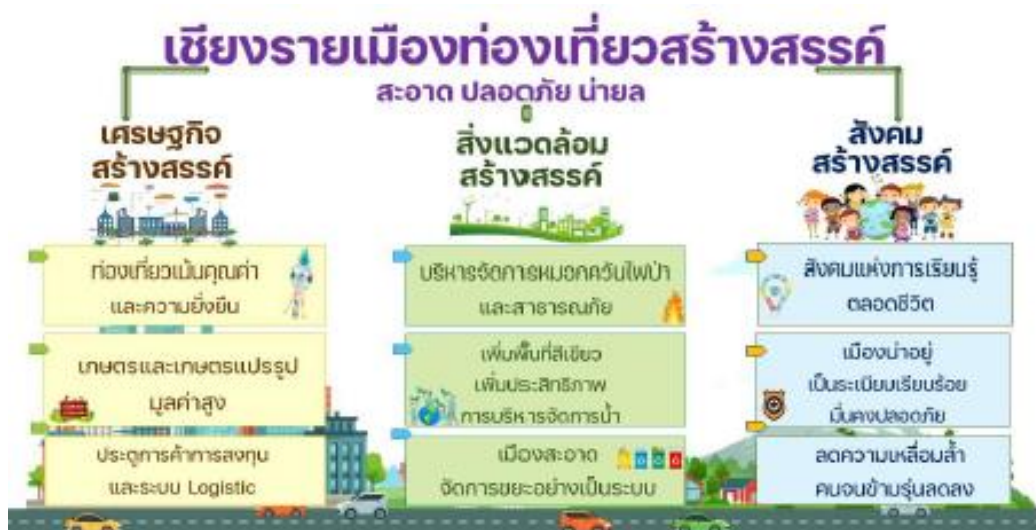 เชียงรายเมืองท่องเที่ยวสร้างสรรค์
สะอาด ปลอดภัย น่ายล
เศรษฐกิจ
สร้างสรรค์
ท่องเที่ยวเน้นคุณค่า
และความยั่งยืน
เกษตรและเกษตรแปรรูป
มูลค่าสูง
ประตูการค้าการลงทุน
และระบบ Logistic
สิ่งแวดล้อม
สร้างสรรค์
บริหารจัดการหมอกควันไฟป่า
และสาธารณภัย
เพิ่มพื้นที่สีเขียว
เพิ่มประสิทธิภาพ
การบริหารจัดการน้ำ
เมืองสะอาด
จัดการขยะอย่างเป็นระบบ
สังคม
สร้างสรรค์
สังคมแห่งการเรียนรู้
ตลอดชีวิต
เมืองน่าอยู่
เป็นระเบียบเรียบร้อย
มั่นคงปลอดภัย
ลดความเหลื่อมล้ำ
คนจนข้ามรุ่นลดลง